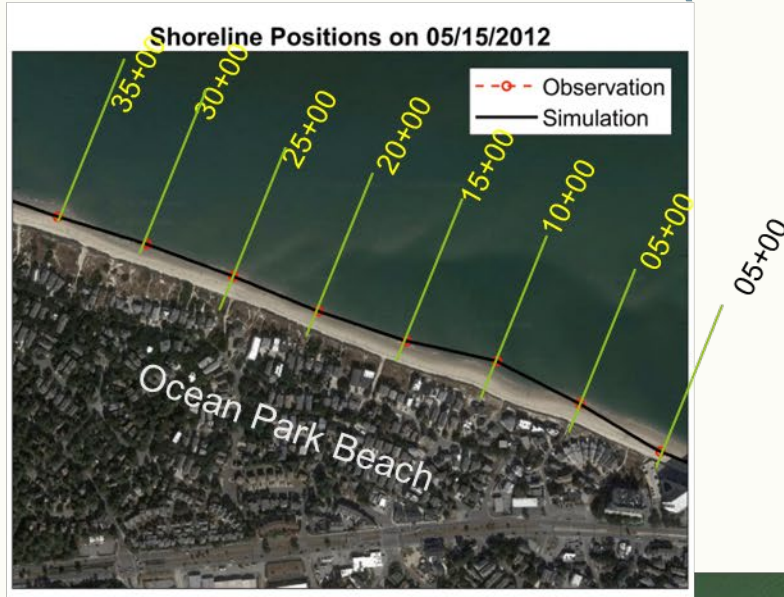 Shoreline Positions on 05/15/2012
Observation
Simulation
35+00
30+00
25+00
20+00
15+00
10+00
05+00
05+00
Ocean Park Beach